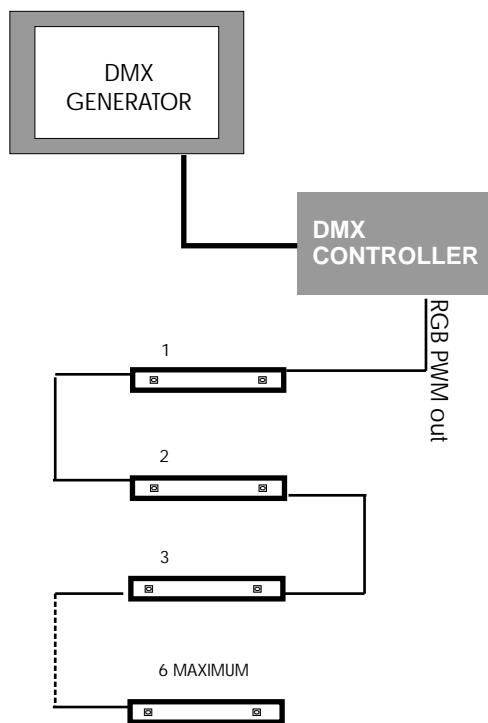 DMX
GENERATOR
DMX
CONTROLLER
RGB PWM out
1
2
3
6 MAXIMUM